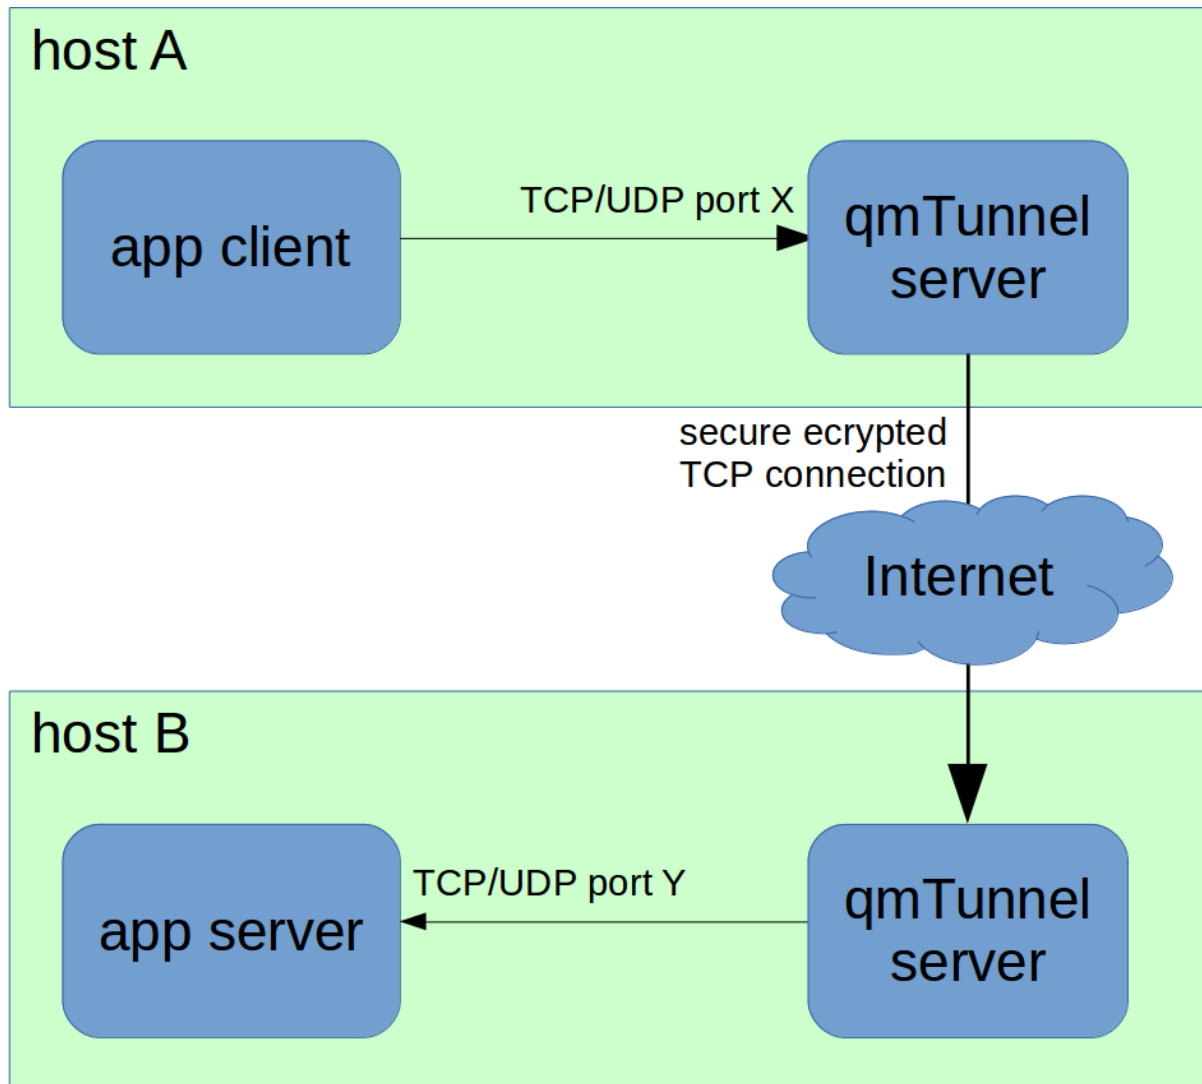 host A
app client
TCP/UDP port X
qmTunnel
server
secure ecrypted
TCP connection
Internet
host B
app server
TCP/UDP port Y
qmTunnel
server